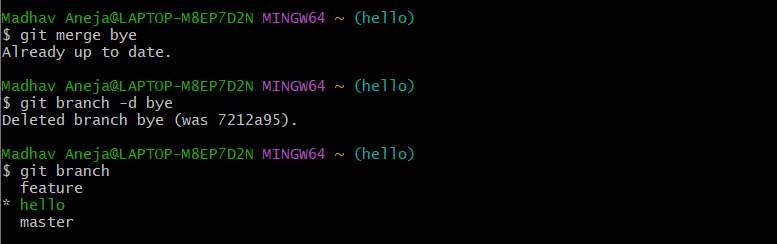 Madhav Aneja@LAPTOP-M8EP7D2N MINGW64 ~ (hello)
$ git merge bye
Already up to date.
Madhav Aneja@LAPTOP-M8EP7D2N MINGW64 ~ (hello)
$ git branch -d bye
Deleted branch bye (was 7212a95).
Madhav Aneja@LAPTOP-M8EP7D2N MINGW64 ~ (hello)
$ git branch
  feature
* hello
  master